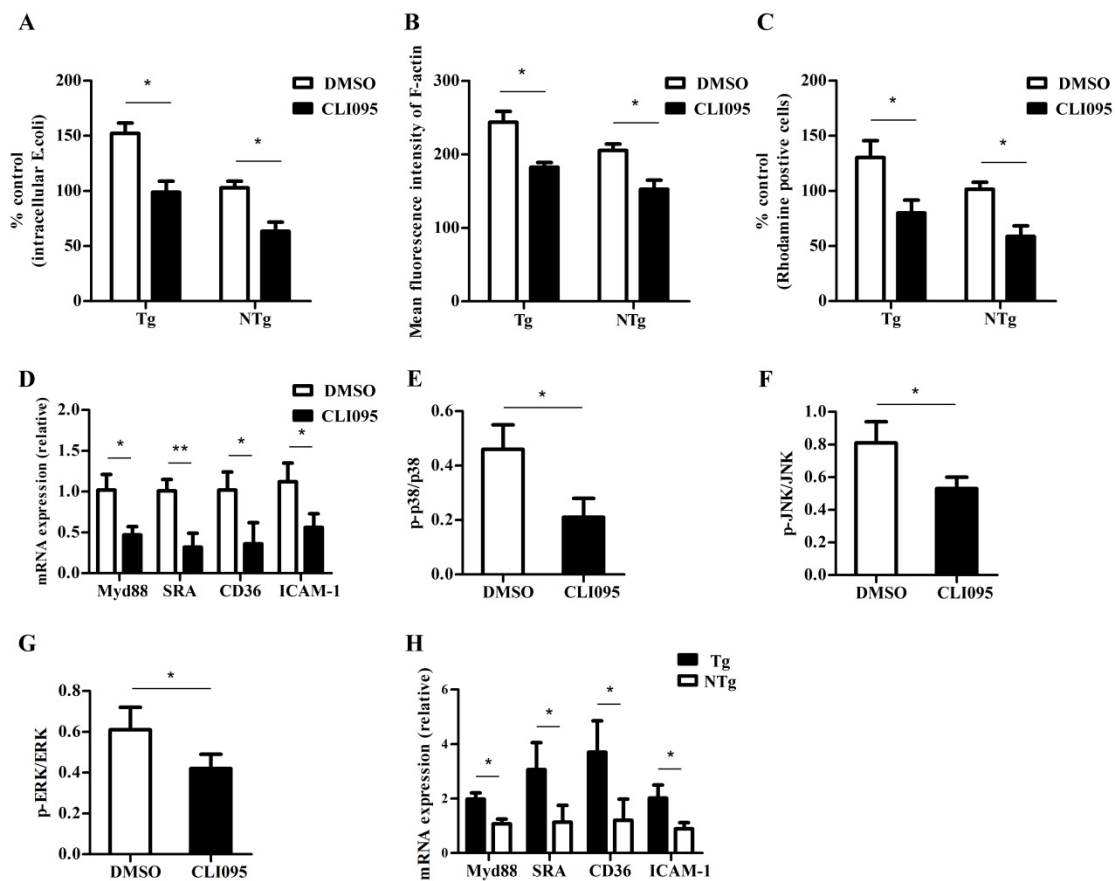 A
200
150
100
50
0
% control
(intracellular E.coli)
*
*
DMSO
CLI095
Tg
NTg
B
300
200
100
0
Mean fluorescence intensity of F-actin
*
*
DMSO
CLI095
Tg
NTg
C
200
150
100
50
0
% control
(Rhodamine postive cells)
*
*
DMSO
CLI095
Tg
NTg
D
DMSO
CLI095
2.0
1.5
1.0
0.5
0.0
mRNA expression (relative)
*
**
*
*
Myd88
SRA
CD36
ICAM-1
E
0.6
0.4
0.2
0.0
p-p38/p38
*
DMSO
CLI095
F
1.0
0.8
0.6
0.4
0.2
0.0
p-JNK/JNK
*
DMSO
CLI095
G
0.8
0.6
0.4
0.2
0.0
p-ERK/ERK
*
DMSO
CLI095
H
Tg
NTg
6
4
2
0
mRNA expression (relative)
*
*
*
*
Myd88
SRA
CD36
ICAM-1